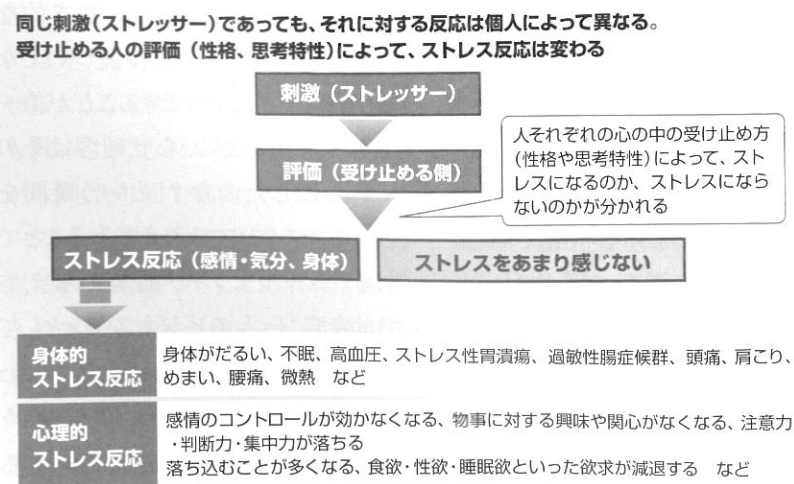 同じ刺激（ストレッサー）であっても、それに対する反応は個人によって異なる。
受け止める人の評価（性格、思考特性）によって、ストレス反応は変わる
刺激（ストレッサー）
評価（受け止める側）
人それぞれの心の中の受け止め方
（性格や思考特性）によって、スト
レスになるのか、ストレスになら
ないのかが分かれる
ストレス反応（感情・気分、身体）
ストレスをあまり感じない
身体的
ストレス反応
身体がだるい、不眠、高血圧、ストレス性胃潰瘍、過敏性腸症候群、頭痛、肩こり、
めまい、腰痛、微熱　など
心理的
ストレス反応
感情のコントロールが効かなくなる、物事に対する興味や関心がなくなる、注意力
・判断力・集中力が落ちる
落ち込むことが多くなる、食欲・性欲・睡眠欲といった欲求が減退する　など